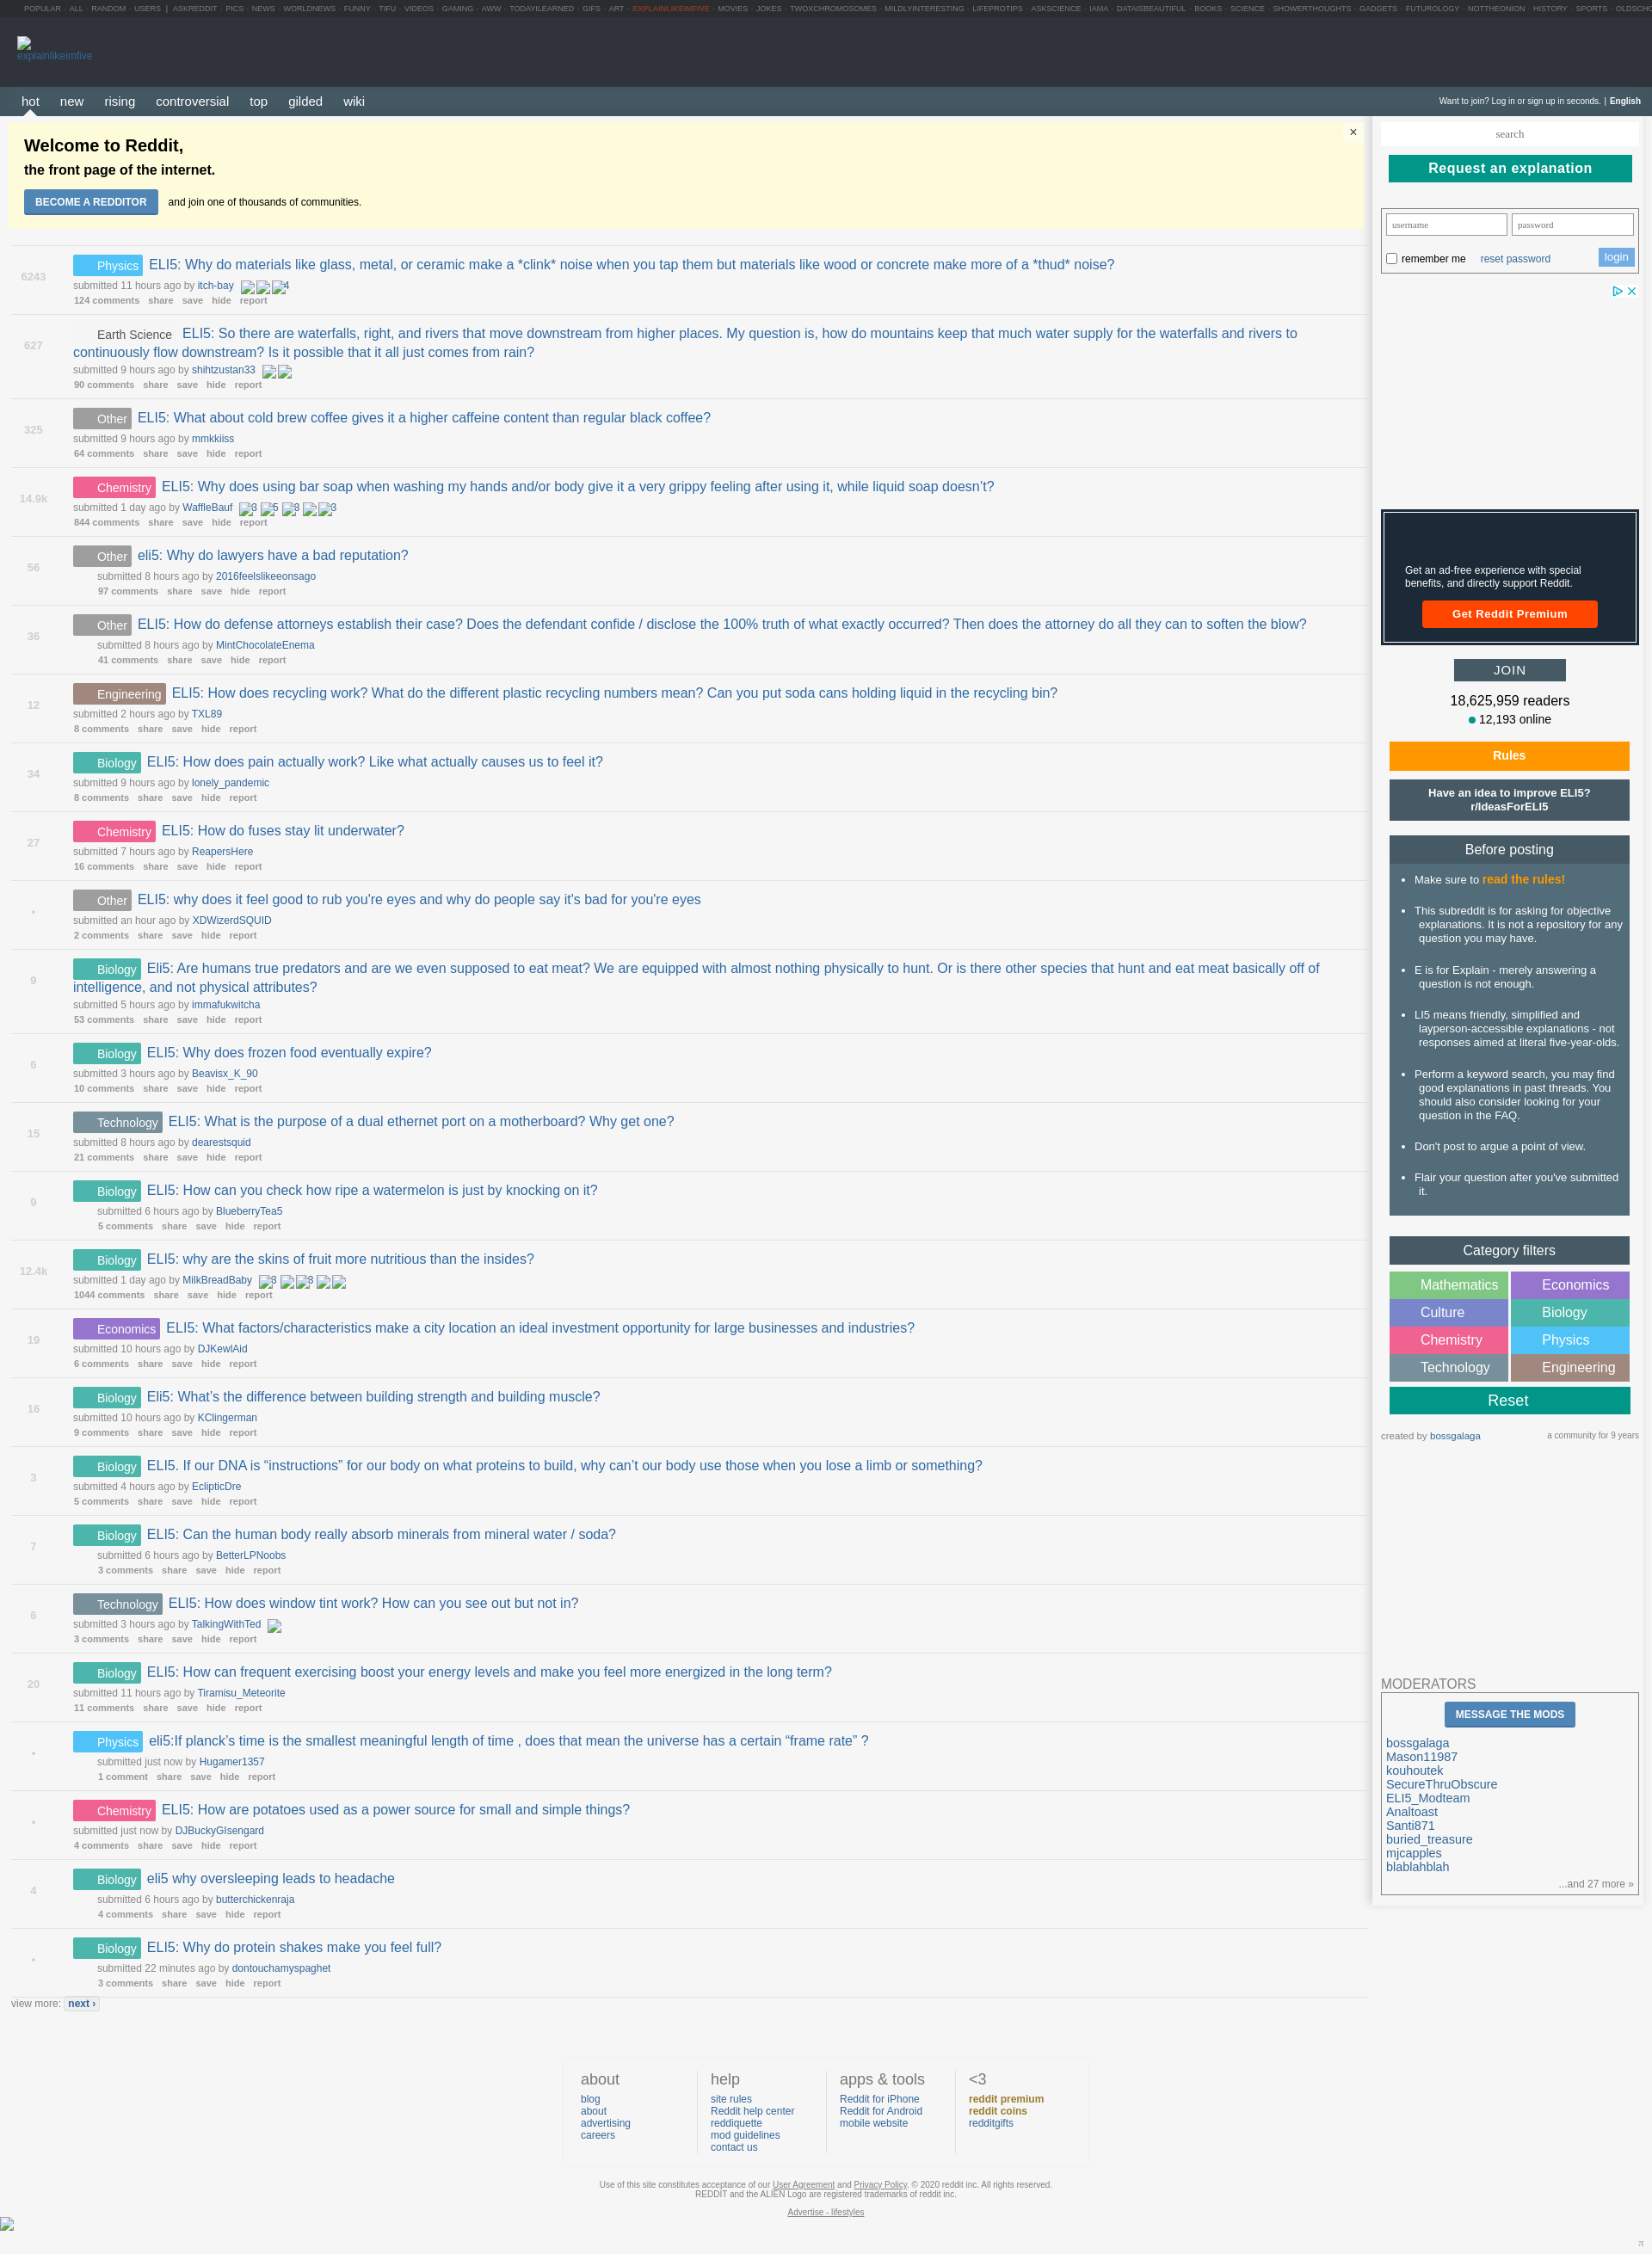 POPULAR - ALL - RANDOM - USERS | ASKREDDIT - PICS - NEWS - WORLDNEWS - FUNNY - TIFU - VIDEOS - GAMING - AWW - TODAYILEARNED - GIFS - ART - EXPLAINLIKEIMFIVE - MOVIES - JOKES - TWOXCHROMOSOMES - MILDLYINTERESTING - LIFEPROTIPS - ASKSCIENCE - IAMA - DATAISBEAUTIFUL - BOOKS - SCIENCE - SHOWERTHOUGHTS - GADGETS - FUTUROLOGY - NOTTHEONION - HISTORY - SPORTS - OLDSCHO
explainlikeimfive
hot new rising controversial top gilded wiki
Want to join? Log in or sign up in seconds. | English
×
Welcome to Reddit,
the front page of the internet.
BECOME A REDDITOR and join one of thousands of communities.
6243
Physics ELI5: Why do materials like glass, metal, or ceramic make a *clink* noise when you tap them but materials like wood or concrete make more of a *thud* noise?
submitted 11 hours ago by itch-bay 4
124 comments share save hide report
627
Earth Science ELI5: So there are waterfalls, right, and rivers that move downstream from higher places. My question is, how do mountains keep that much water supply for the waterfalls and rivers to
continuously flow downstream? Is it possible that it all just comes from rain?
submitted 9 hours ago by shihtzustan33
90 comments share save hide report
325
Other ELI5: What about cold brew coffee gives it a higher caffeine content than regular black coffee?
submitted 9 hours ago by mmkkiiss
64 comments share save hide report
14.9k
Chemistry ELI5: Why does using bar soap when washing my hands and/or body give it a very grippy feeling after using it, while liquid soap doesn’t?
submitted 1 day ago by WaffleBauf 3 5 3 3
844 comments share save hide report
56
Other eli5: Why do lawyers have a bad reputation?
submitted 8 hours ago by 2016feelslikeeonsago
97 comments share save hide report
36
Other ELI5: How do defense attorneys establish their case? Does the defendant confide / disclose the 100% truth of what exactly occurred? Then does the attorney do all they can to soften the blow?
submitted 8 hours ago by MintChocolateEnema
41 comments share save hide report
12
Engineering ELI5: How does recycling work? What do the different plastic recycling numbers mean? Can you put soda cans holding liquid in the recycling bin?
submitted 2 hours ago by TXL89
8 comments share save hide report
34
Biology ELI5: How does pain actually work? Like what actually causes us to feel it?
submitted 9 hours ago by lonely_pandemic
8 comments share save hide report
27
Chemistry ELI5: How do fuses stay lit underwater?
submitted 7 hours ago by ReapersHere
16 comments share save hide report
•
Other ELI5: why does it feel good to rub you're eyes and why do people say it's bad for you're eyes
submitted an hour ago by XDWizerdSQUID
2 comments share save hide report
9
Biology Eli5: Are humans true predators and are we even supposed to eat meat? We are equipped with almost nothing physically to hunt. Or is there other species that hunt and eat meat basically off of
intelligence, and not physical attributes?
submitted 5 hours ago by immafukwitcha
53 comments share save hide report
6
Biology ELI5: Why does frozen food eventually expire?
submitted 3 hours ago by Beavisx_K_90
10 comments share save hide report
15
Technology ELI5: What is the purpose of a dual ethernet port on a motherboard? Why get one?
submitted 8 hours ago by dearestsquid
21 comments share save hide report
9
Biology ELI5: How can you check how ripe a watermelon is just by knocking on it?
submitted 6 hours ago by BlueberryTea5
5 comments share save hide report
12.4k
Biology ELI5: why are the skins of fruit more nutritious than the insides?
submitted 1 day ago by MilkBreadBaby 3 3
1044 comments share save hide report
19
Economics ELI5: What factors/characteristics make a city location an ideal investment opportunity for large businesses and industries?
submitted 10 hours ago by DJKewlAid
6 comments share save hide report
16
Biology Eli5: What’s the difference between building strength and building muscle?
submitted 10 hours ago by KClingerman
9 comments share save hide report
3
Biology ELI5. If our DNA is “instructions” for our body on what proteins to build, why can’t our body use those when you lose a limb or something?
submitted 4 hours ago by EclipticDre
5 comments share save hide report
7
Biology ELI5: Can the human body really absorb minerals from mineral water / soda?
submitted 6 hours ago by BetterLPNoobs
3 comments share save hide report
6
Technology ELI5: How does window tint work? How can you see out but not in?
submitted 3 hours ago by TalkingWithTed
3 comments share save hide report
20
Biology ELI5: How can frequent exercising boost your energy levels and make you feel more energized in the long term?
submitted 11 hours ago by Tiramisu_Meteorite
11 comments share save hide report
•
Physics eli5:If planck’s time is the smallest meaningful length of time , does that mean the universe has a certain “frame rate” ?
submitted just now by Hugamer1357
1 comment share save hide report
•
Chemistry ELI5: How are potatoes used as a power source for small and simple things?
submitted just now by DJBuckyGIsengard
4 comments share save hide report
4
Biology eli5 why oversleeping leads to headache
submitted 6 hours ago by butterchickenraja
4 comments share save hide report
•
Biology ELI5: Why do protein shakes make you feel full?
submitted 22 minutes ago by dontouchamyspaghet
3 comments share save hide report
view more: next ›
search
Request an explanation
username password
remember me reset password login
Get an ad-free experience with special
benefits, and directly support Reddit.
Get Reddit Premium
JOIN
18,625,959 readers
12,193 online
Rules
Have an idea to improve ELI5?
r/IdeasForELI5
Before posting
• Make sure to read the rules!
• This subreddit is for asking for objective
explanations. It is not a repository for any
question you may have.
• E is for Explain - merely answering a
question is not enough.
• LI5 means friendly, simplified and
layperson-accessible explanations - not
responses aimed at literal five-year-olds.
• Perform a keyword search, you may find
good explanations in past threads. You
should also consider looking for your
question in the FAQ.
• Don't post to argue a point of view.
• Flair your question after you've submitted
it.
Category filters
Mathematics Economics
Culture Biology
Chemistry Physics
Technology Engineering
Reset
created by bossgalaga a community for 9 years
MODERATORS
MESSAGE THE MODS
bossgalaga
Mason11987
kouhoutek
SecureThruObscure
ELI5_Modteam
Analtoast
Santi871
buried_treasure
mjcapples
blablahblah
...and 27 more »
about
blog
about
advertising
careers
help
site rules
Reddit help center
reddiquette
mod guidelines
contact us
apps & tools
Reddit for iPhone
Reddit for Android
mobile website
<3
reddit premium
reddit coins
redditgifts
Use of this site constitutes acceptance of our User Agreement and Privacy Policy. © 2020 reddit inc. All rights reserved.
REDDIT and the ALIEN Logo are registered trademarks of reddit inc.
Advertise - lifestyles
π